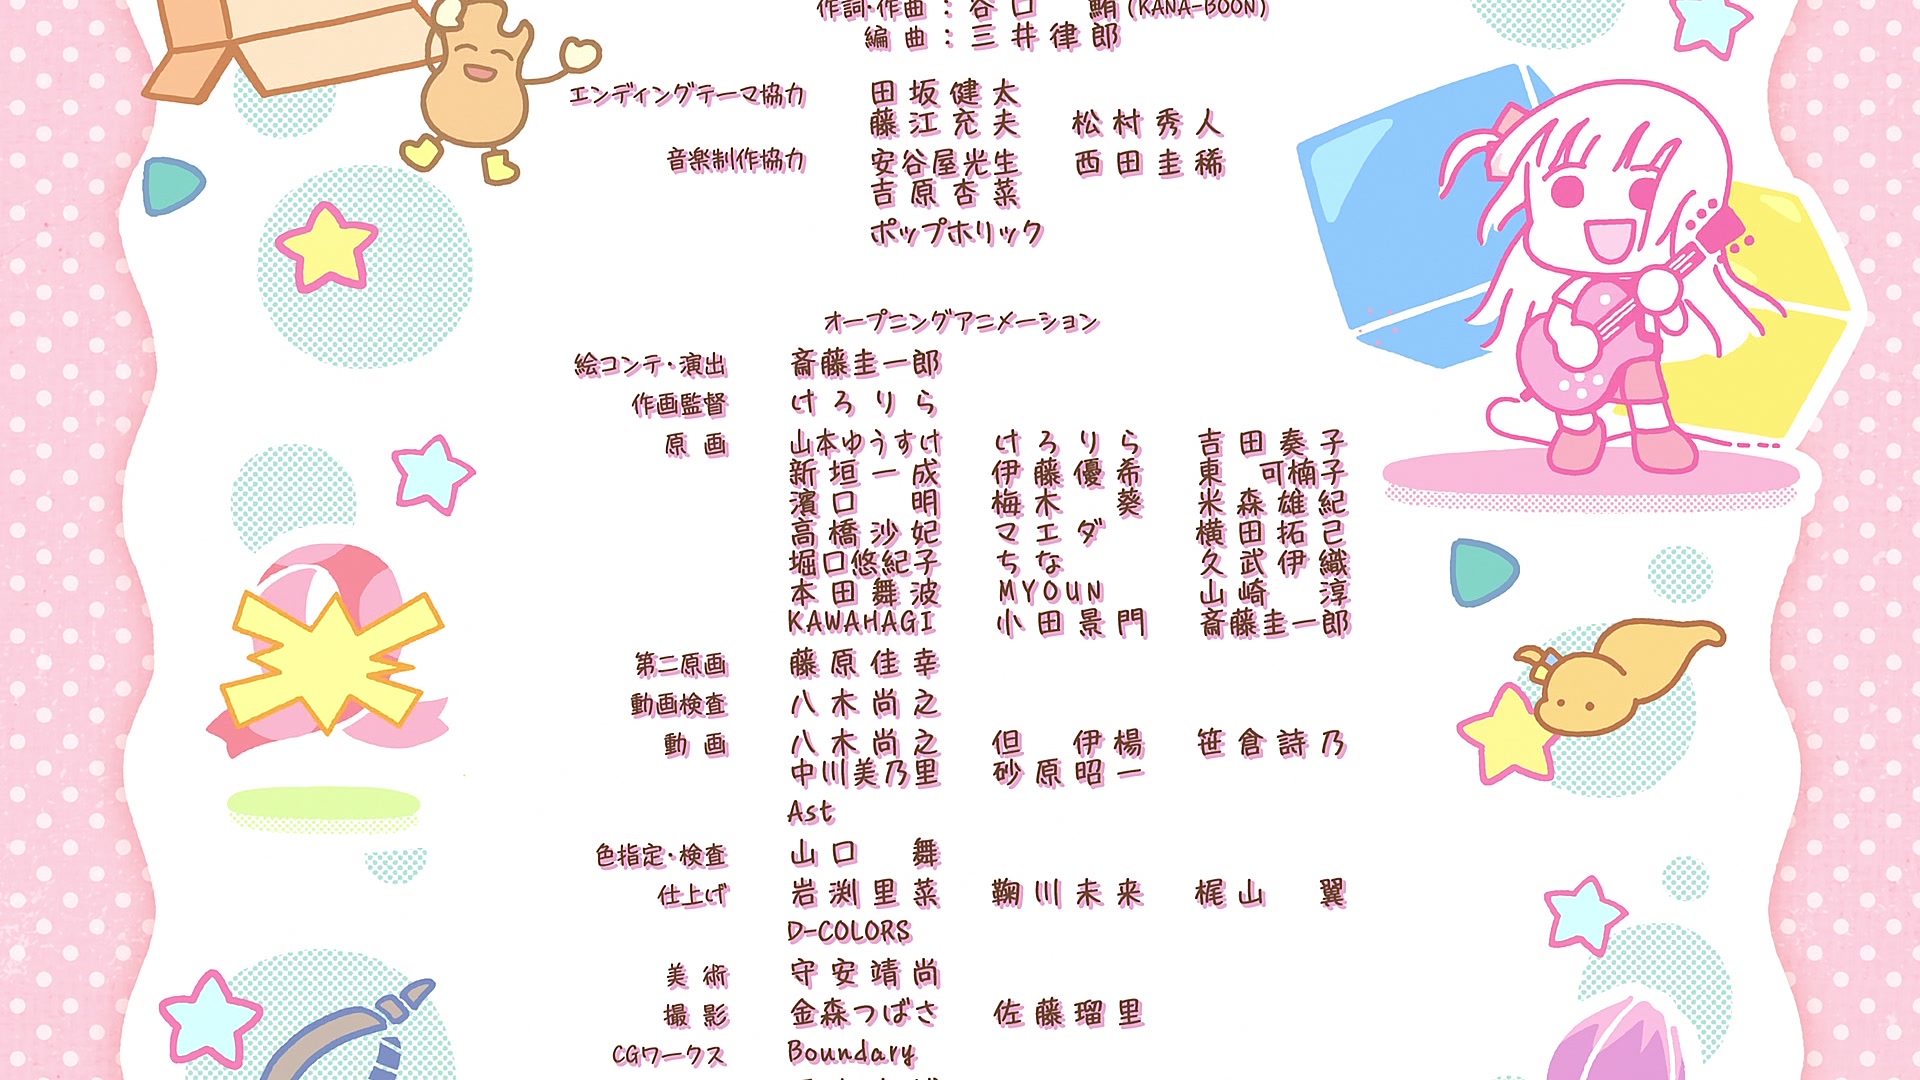 作詞・作曲：谷口　鮪(KANA-BOON)
編曲：三井律郎
エンディングテーマ協力　田坂健太
藤江充夫　松村秀人
音楽制作協力　安谷屋光生　西田圭稀
吉原杏菜
ポップホリック
オープニングアニメーション
絵コンテ・演出　斎藤圭一郎
作画監督　けろりら
原画　山本ゆうすけ　けろりら　吉田奏子
新垣一成　伊藤優希　東　可楠子
濱口　明　梅木　葵　米森雄紀
高橋沙妃　マエダ　横田拓己
堀口悠紀子　ちな　久武伊織
本田舞波　MYOUN　山崎　淳
KAWAHAGI　小田景門　斎藤圭一郎
第二原画　藤原佳幸
動画検査　八木尚之
動画　八木尚之　但　伊楊　笹倉詩乃
中川美乃里　砂原昭一
Ast
色指定・検査　山口　舞
仕上げ　岩渕里菜　鞠川未来　梶山　翼
D-COLORS
美術　守安靖尚
撮影　金森つばさ　佐藤瑠里
CGワークス　Boundary